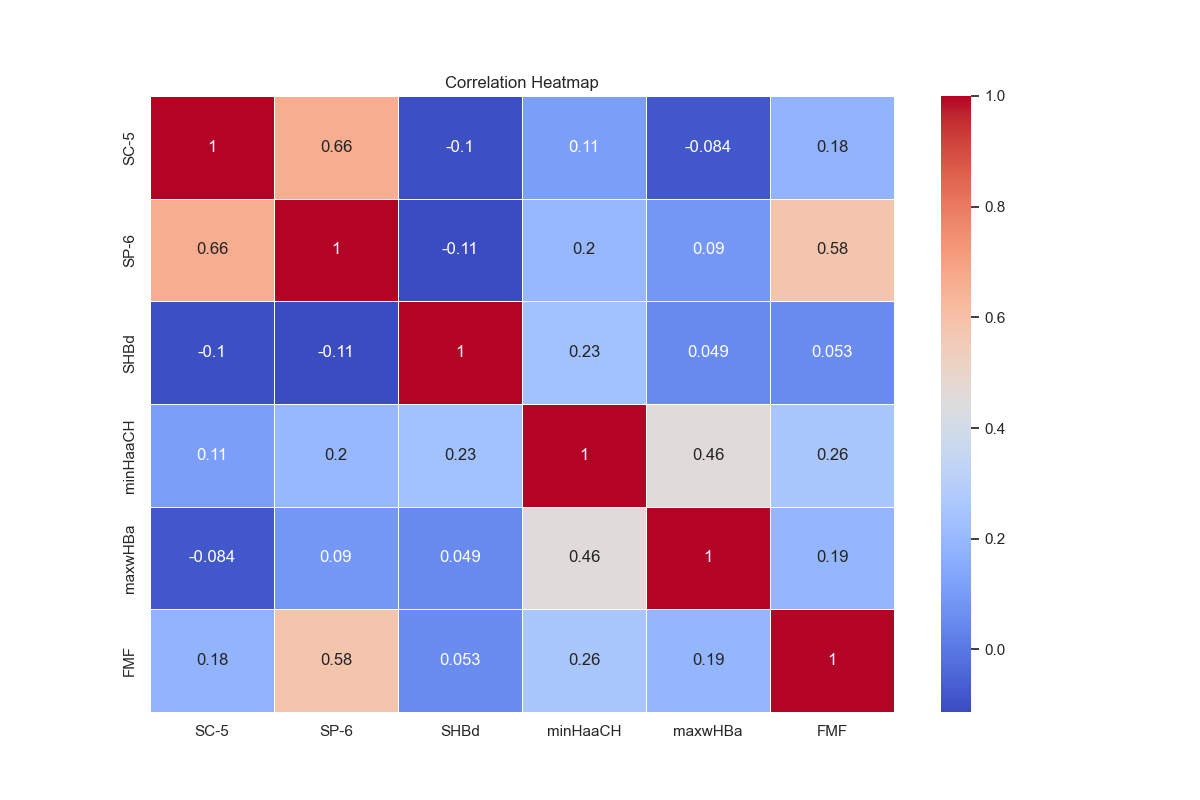 Correlation Heatmap
SC-5 1 0.66 -0.1 0.11 -0.084 0.18
SP-6 0.66 1 -0.11 0.2 0.09 0.58
SHBd -0.1 -0.11 1 0.23 0.049 0.053
minHaaCH 0.11 0.2 0.23 1 0.46 0.26
maxwHBa -0.084 0.09 0.049 0.46 1 0.19
FMF 0.18 0.58 0.053 0.26 0.19 1
SC-5 SP-6 SHBd minHaaCH maxwHBa FMF
1.0
0.8
0.6
0.4
0.2
0.0